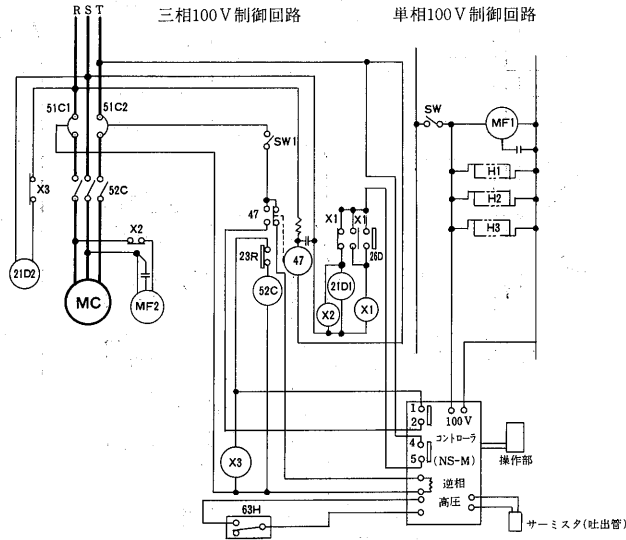 三相100V制御回路
単相100V制御回路
R S T
51C1
51C2
SW
MF1
SW1
H1
H2
H3
X3
52C
47
X1
X1
X2
23R
47
26D
21D2
21D1
52C
X2
X1
MC
MF2
1
2
100V
コントローラ
4
5
(NS-M)
操作部
X3
逆相
高圧
63H
サーミスタ(吐出管)